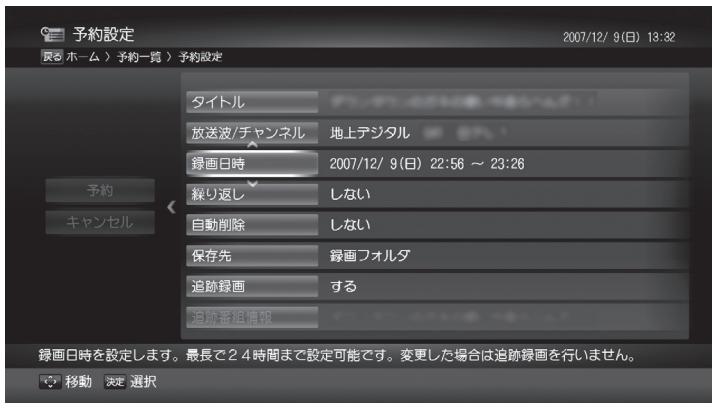 予約設定 2007/12/ 9(日) 13:32
戻る ホーム 〉予約一覧 〉予約設定
タイトル
放送波/チャンネル 地上デジタル
録画日時 2007/12/ 9(日) 22:56 ～ 23:26
予約 繰り返し しない
キャンセル 自動削除 しない
保存先 録画フォルダ
追跡録画 する
追跡番組情報
録画日時を設定します。最長で２４時間まで設定可能です。変更した場合は追跡録画を行いません。
移動 決定 選択